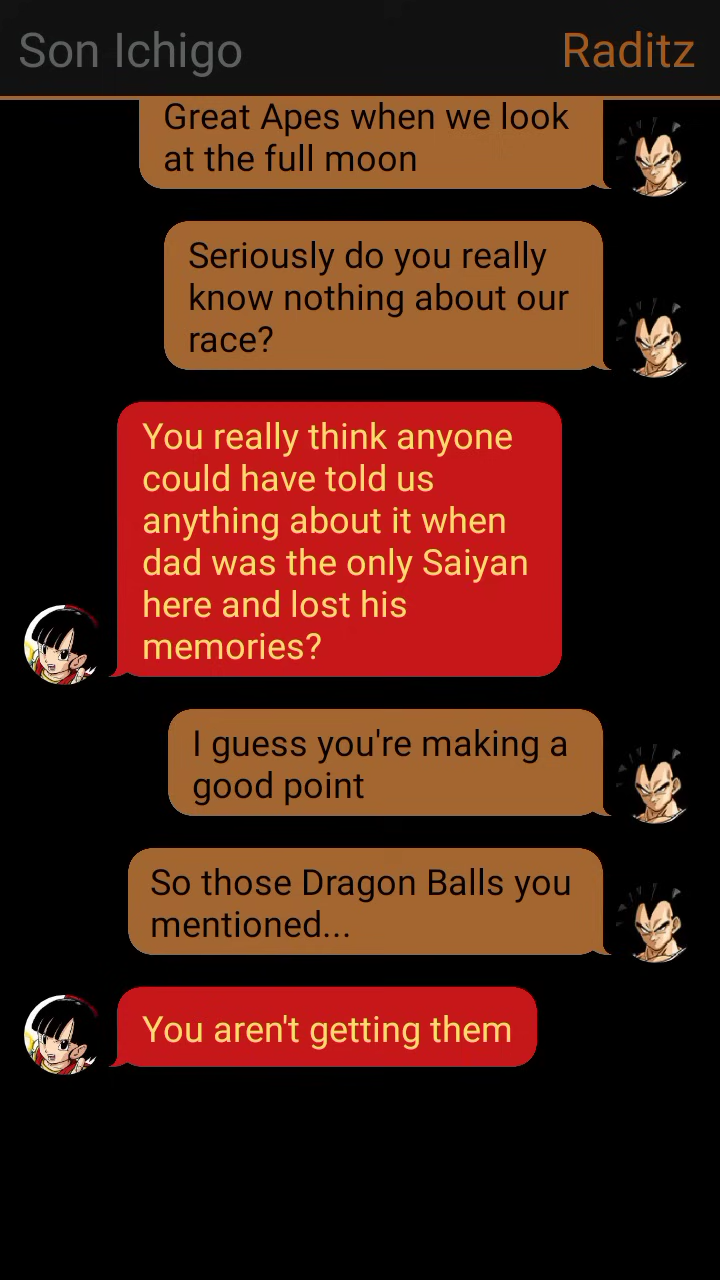 Son Ichigo
Raditz
Great Apes when we look
at the full moon
Seriously do you really
know nothing about our
race?
You really think anyone
could have told us
anything about it when
dad was the only Saiyan
here and lost his
memories?
I guess you're making a
good point
So those Dragon Balls you
mentioned...
You aren't getting them